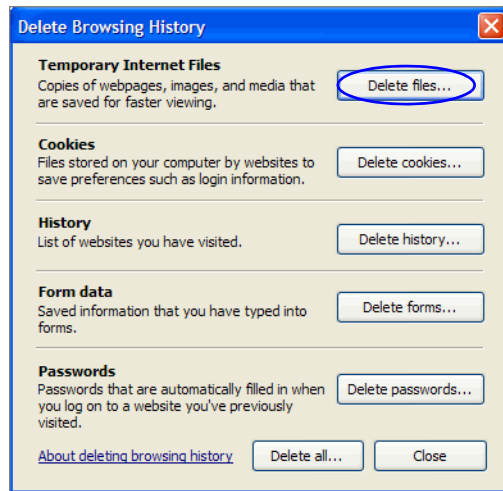 Delete Browsing History
Temporary Internet Files
Copies of webpages, images, and media that
are saved for faster viewing.
Delete files...
Cookies
Files stored on your computer by websites to
save preferences such as login information.
Delete cookies...
History
List of websites you have visited.
Delete history...
Form data
Saved information that you have typed into
forms.
Delete forms...
Passwords
Passwords that are automatically filled in when
you log on to a website you've previously
visited.
Delete passwords...
About deleting browsing history
Delete all...
Close